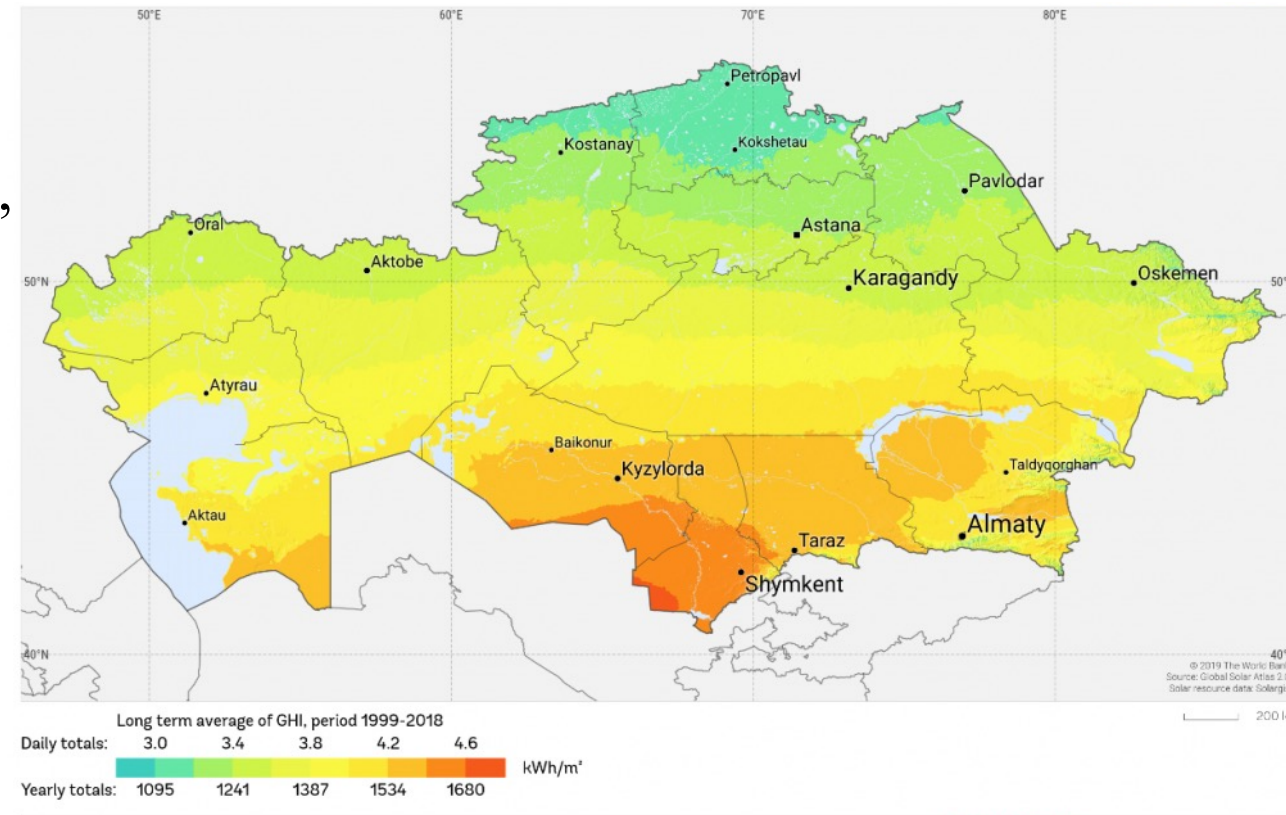 50°E 60°E 70°E 80°E
Petropavl
Kostanay
Kokshetau
Pavlodar
,
Oral
Astana
Aktobe
Karagandy
Oskemen
50°N
50°
Atyrau
Baikonur
Kyzylorda
Taldyqorghan
Aktau
Almaty
Taraz
Shymkent
40°N
40°
© 2019 The World Bank
Source: Global Solar Atlas 2.
Solar resource data: Solargi
200 k
Long term average of GHI, period 1999-2018
Daily totals: 3.0 3.4 3.8 4.2 4.6
kWh/m²
Yearly totals: 1095 1241 1387 1534 1680